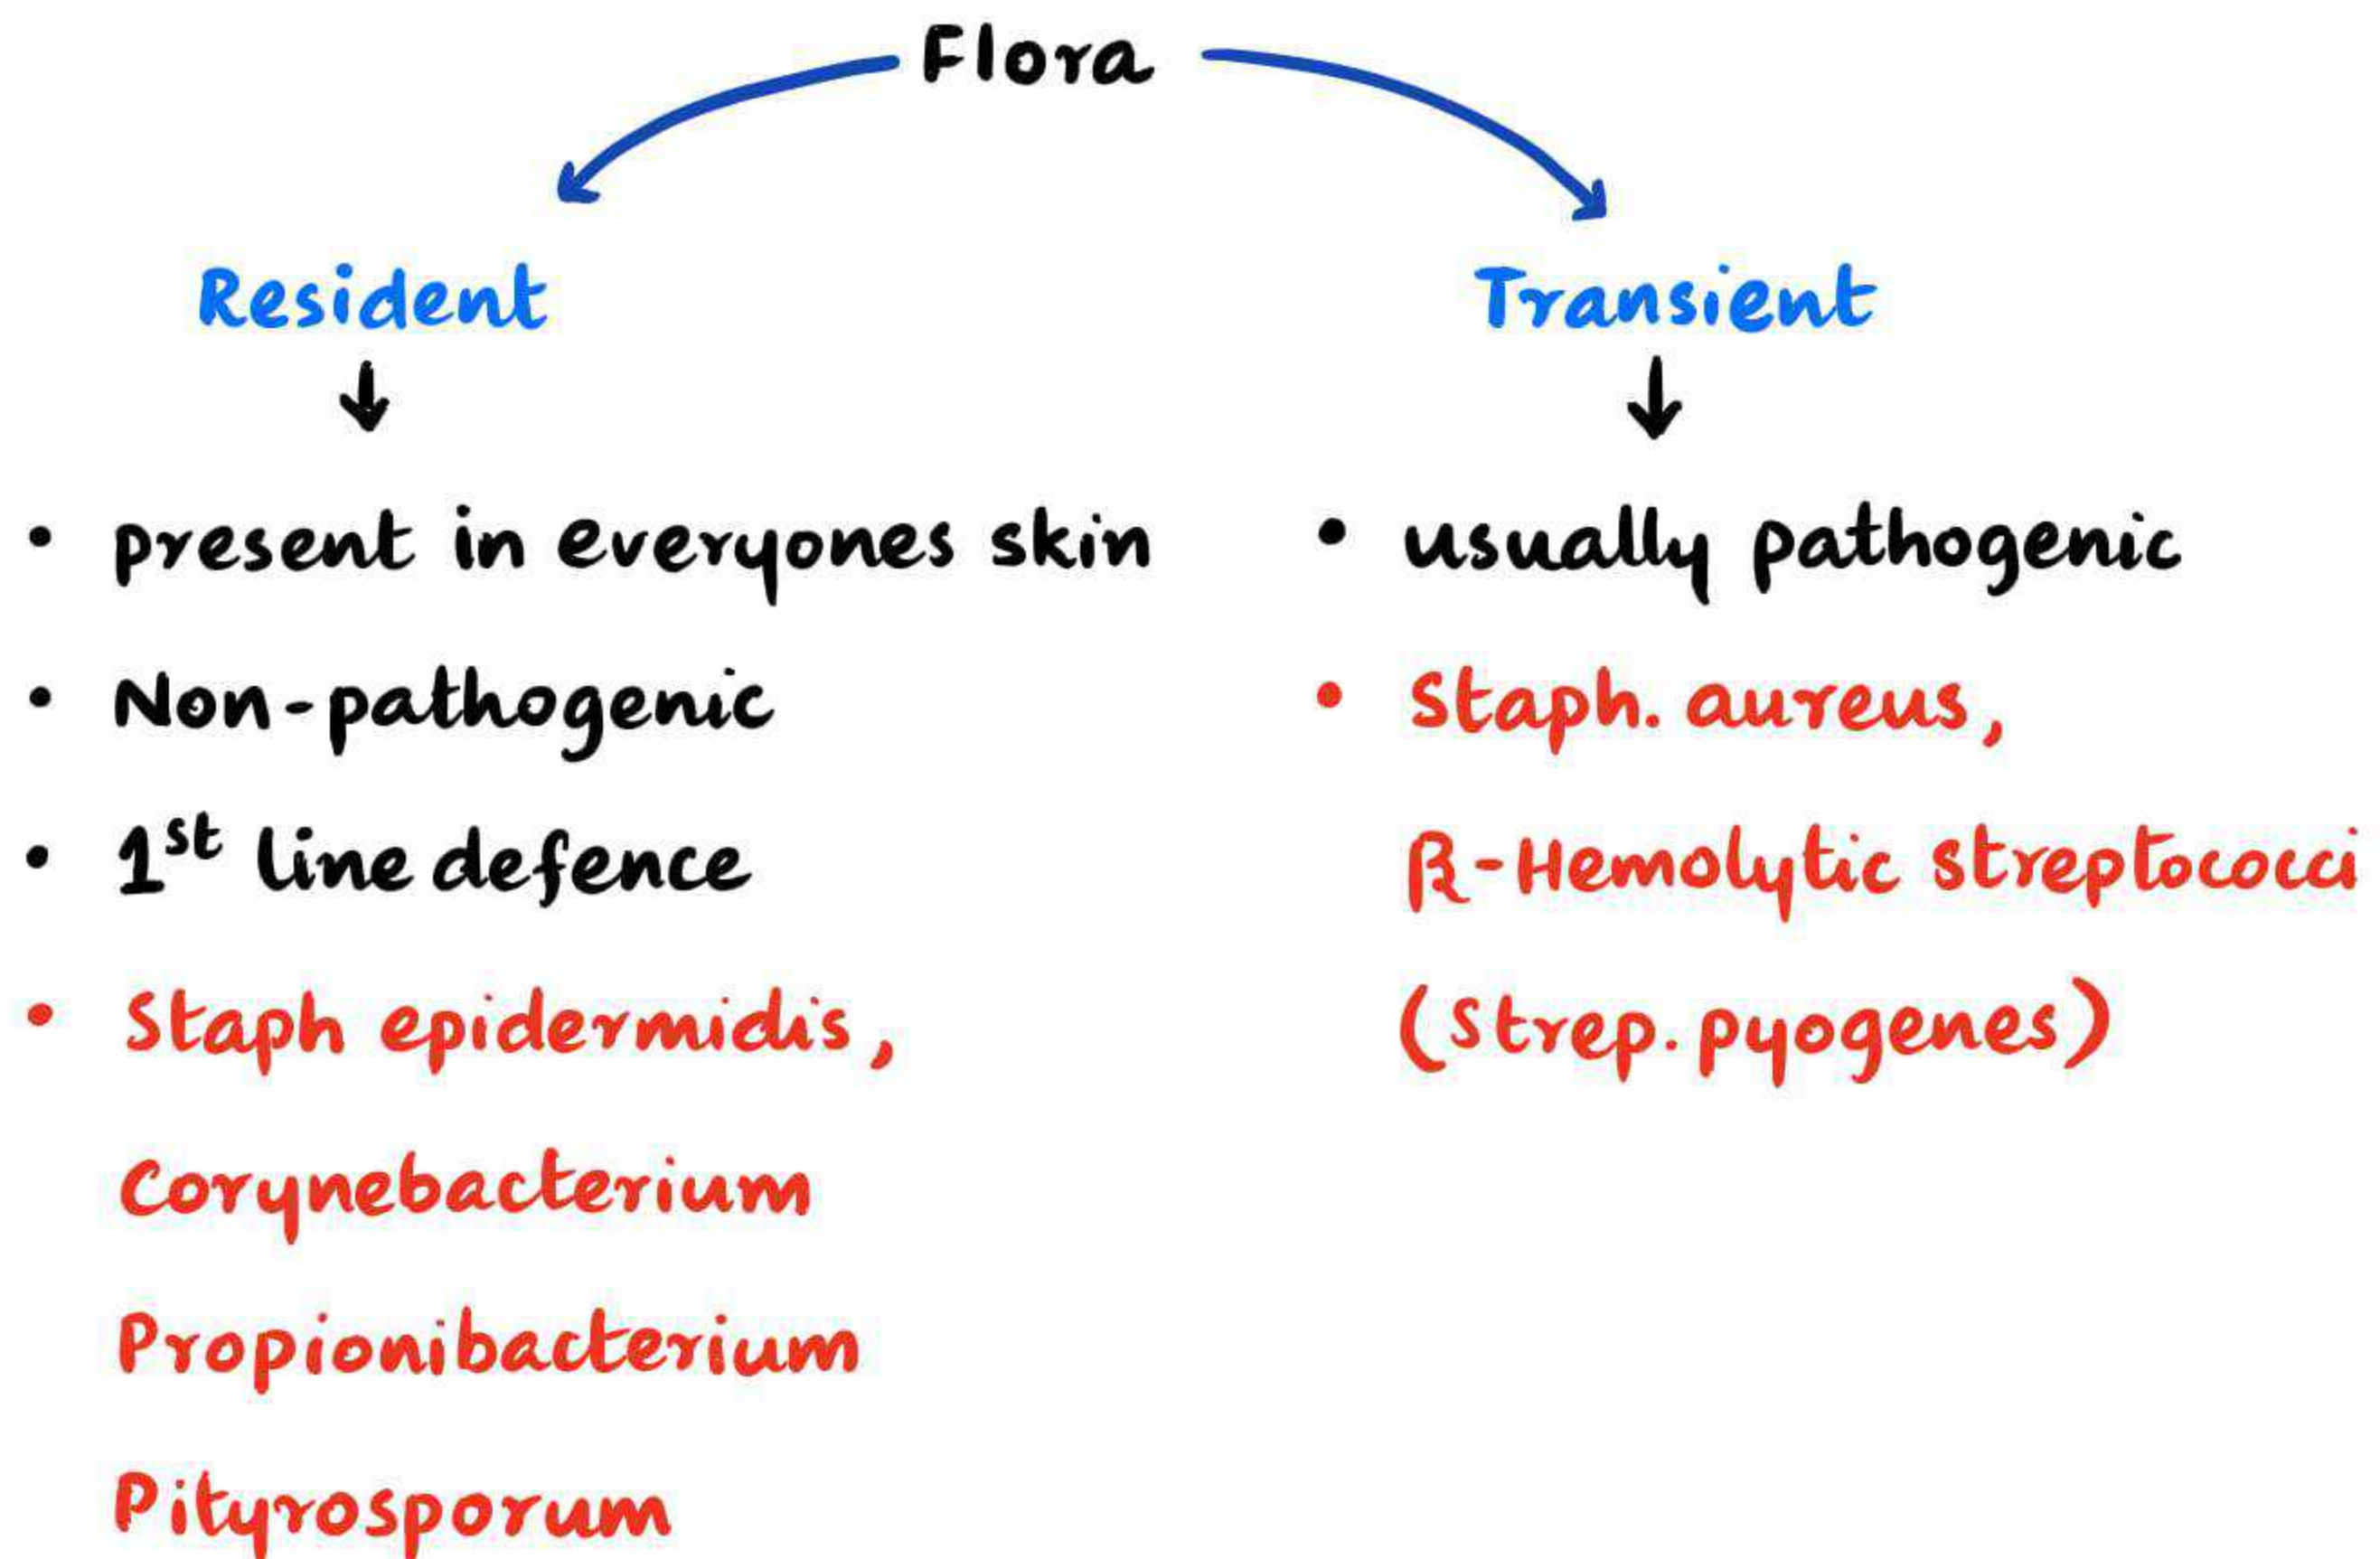 Flora
Resident
• present in everyones skin
• Non-pathogenic
• 1st line defence
• Staph epidermidis,
Corynebacterium
Propionibacterium
Pityrosporum
Transient
• usually pathogenic
• Staph. aureus,
β-Hemolytic streptococci
(Strep. pyogenes)